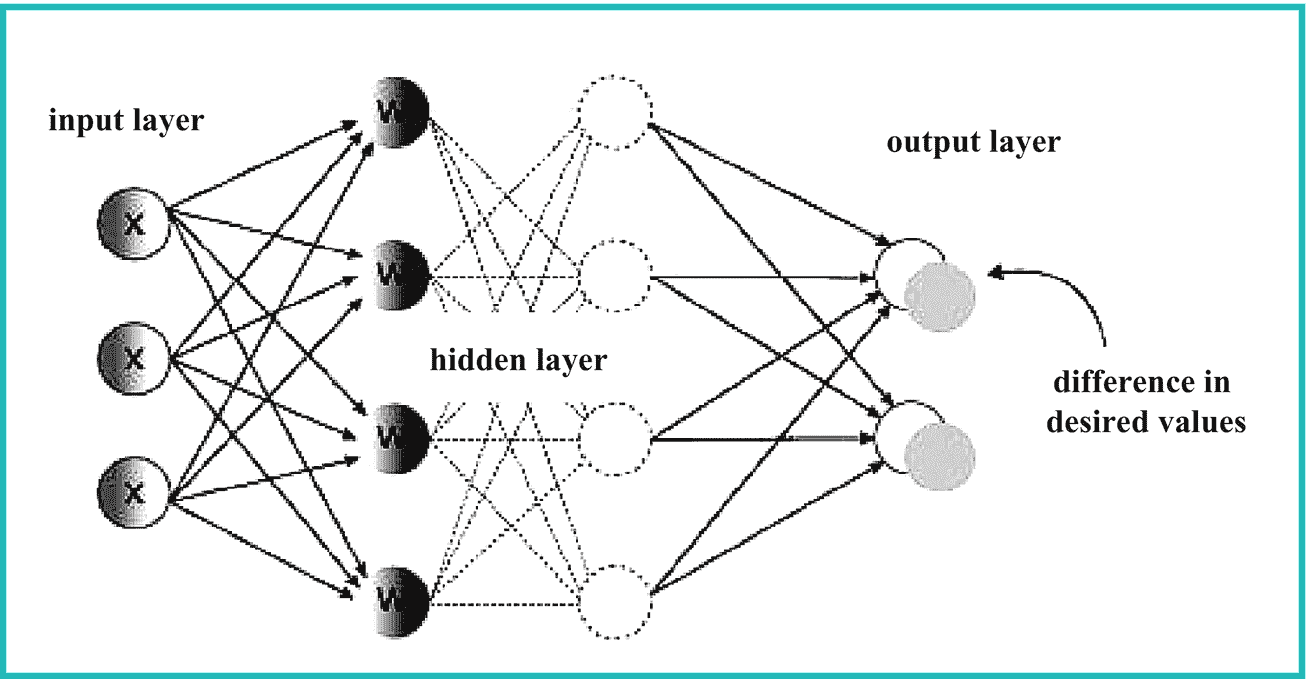 input layer
output layer
hidden layer
difference in
desired values
X
X
X
W
W
W
W